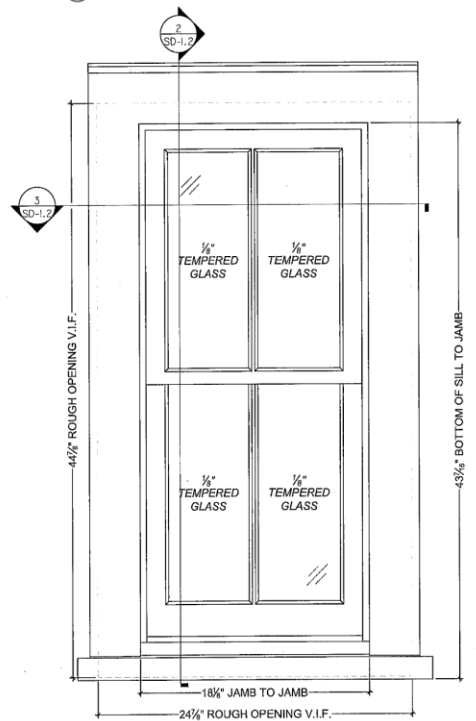 2
SD-1.2
3
SD-1.2
⅛"
TEMPERED
GLASS
⅛"
TEMPERED
GLASS
44⅞" ROUGH OPENING V.I.F.
43⁷⁄₁₆" BOTTOM OF SILL TO JAMB
⅛"
TEMPERED
GLASS
⅛"
TEMPERED
GLASS
18⅛" JAMB TO JAMB
24⅞" ROUGH OPENING V.I.F.